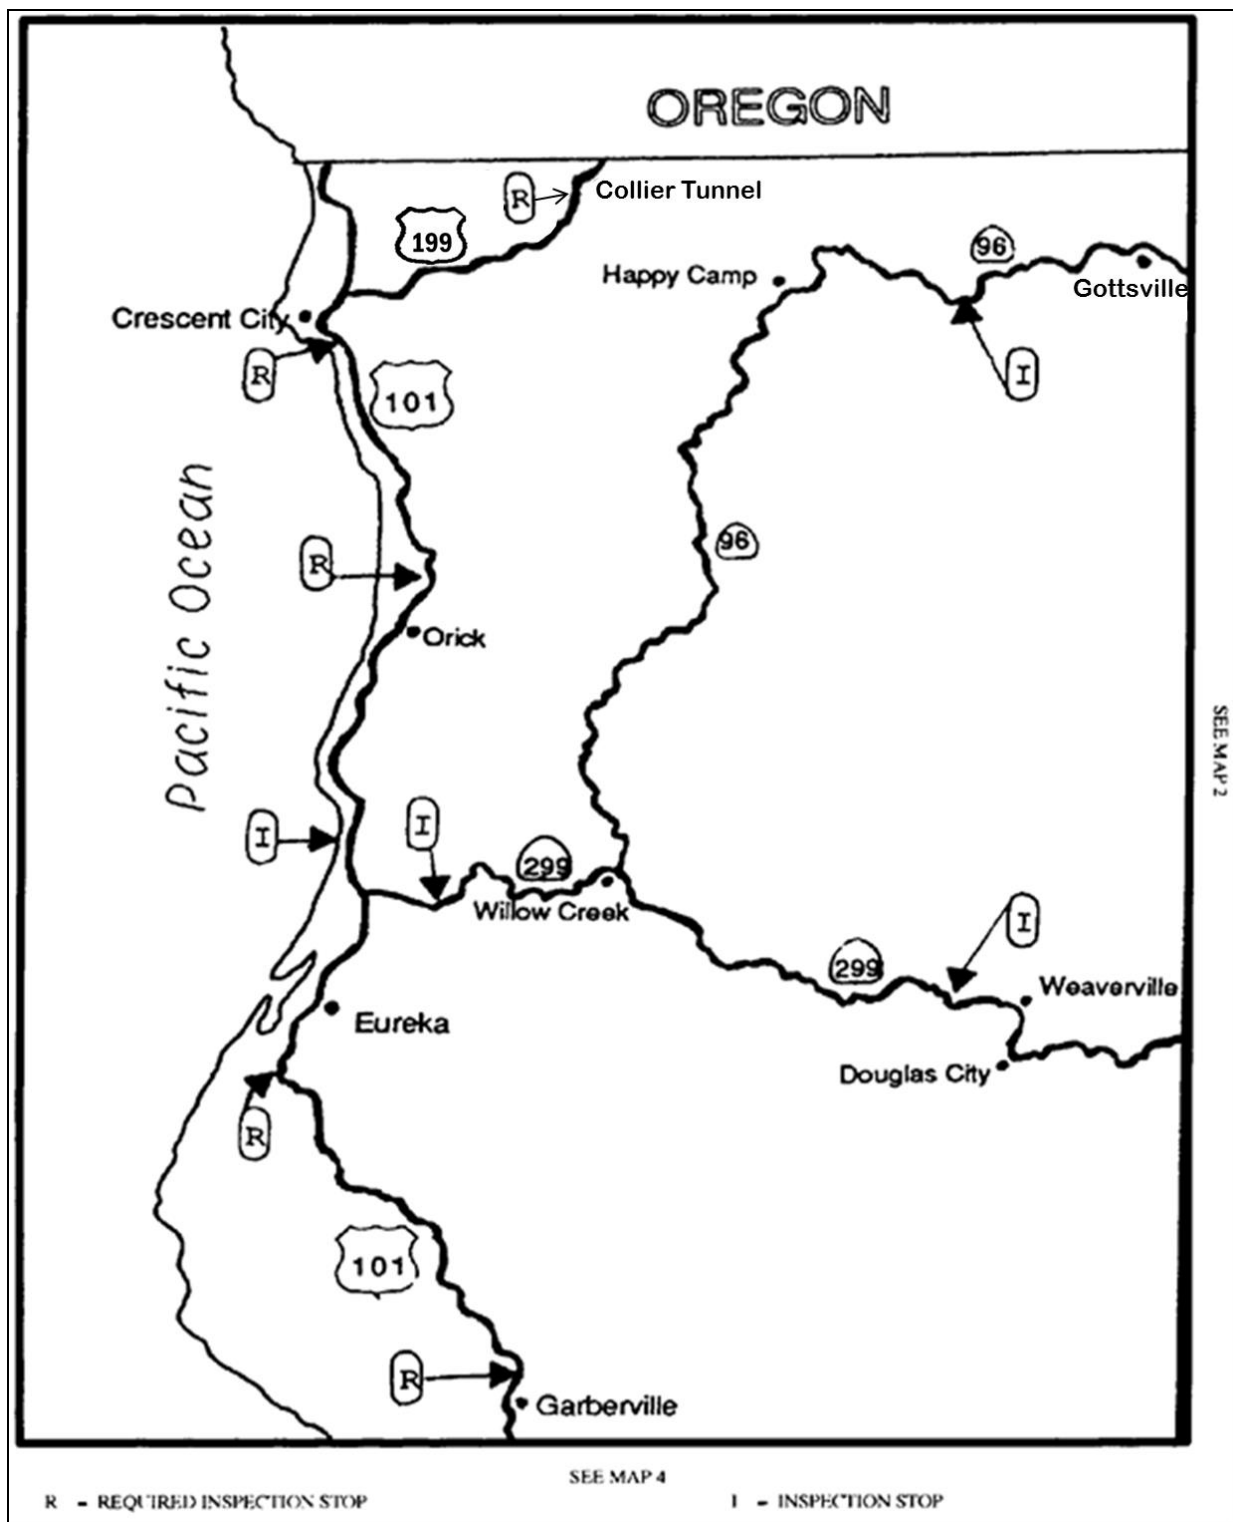 OREGON
R
Collier Tunnel
199
96
Happy Camp
Gottsville
Crescent City
R
I
101
Pacific Ocean
96
R
Orick
SEE MAP 2
I
I
299
Willow Creek
I
299
Weaverville
Eureka
Douglas City
R
101
R
Garberville
SEE MAP 4
R - REQUIRED INSPECTION STOP
I - INSPECTION STOP